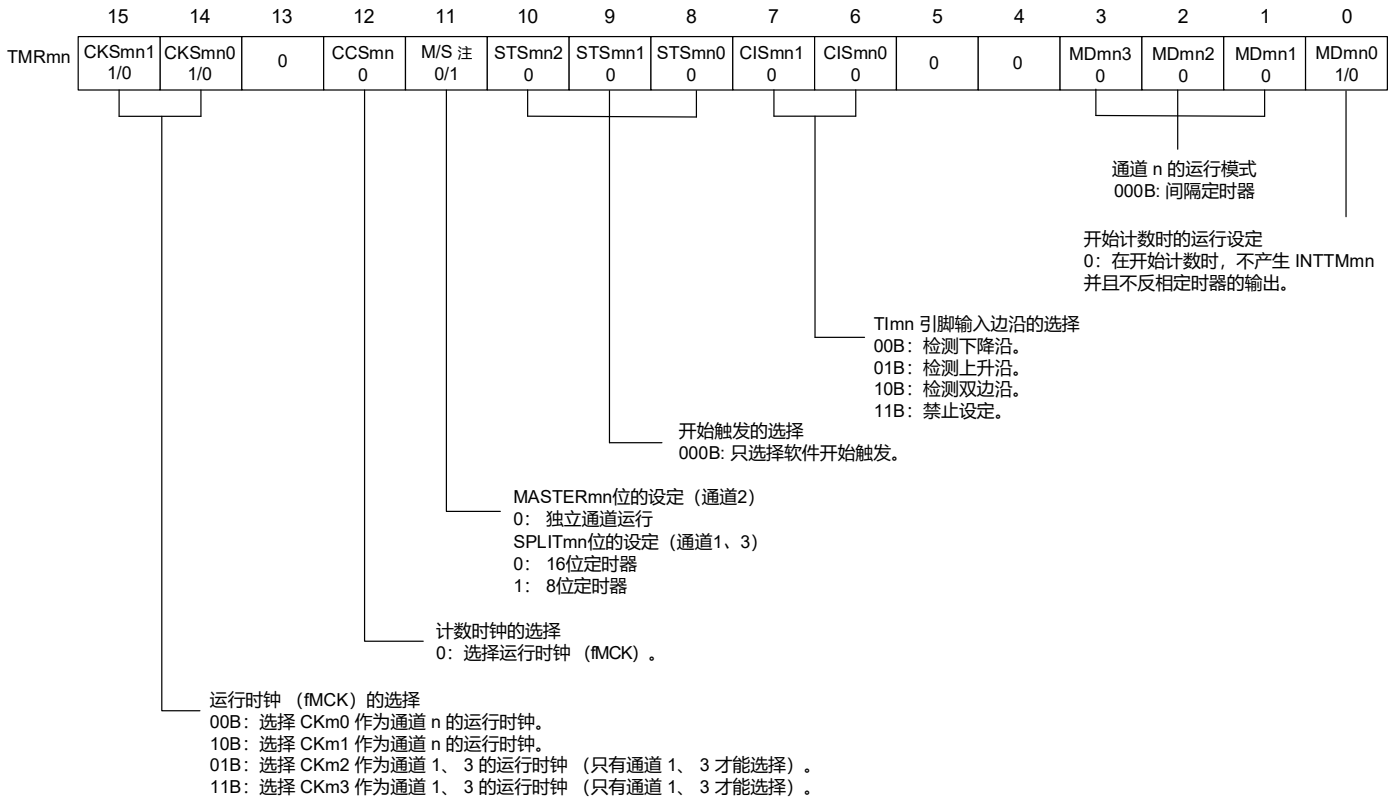 15 14 13 12 11 10 9 8 7 6 5 4 3 2 1 0
TMRmn CKSmn1 CKSmn0 0 CCSmn M/S 注 STSmn2 STSmn1 STSmn0 CISmn1 CISmn0 0 0 MDmn3 MDmn2 MDmn1 MDmn0
1/0 1/0 0 0/1 0 0 0 0 0 0 0 0 1/0
通道 n 的运行模式
000B: 间隔定时器
开始计数时的运行设定
0：在开始计数时，不产生 INTTMmn
并且不反相定时器的输出。
TImn 引脚输入边沿的选择
00B：检测下降沿。
01B：检测上升沿。
10B：检测双边沿。
11B：禁止设定。
开始触发的选择
000B: 只选择软件开始触发。
MASTERmn位的设定（通道2）
0： 独立通道运行
SPLITmn位的设定（通道1、3）
0： 16位定时器
1： 8位定时器
计数时钟的选择
0：选择运行时钟 （fMCK）。
运行时钟 （fMCK）的选择
00B：选择 CKm0 作为通道 n 的运行时钟。
10B：选择 CKm1 作为通道 n 的运行时钟。
01B：选择 CKm2 作为通道 1、 3 的运行时钟 （只有通道 1、 3 才能选择）。
11B：选择 CKm3 作为通道 1、 3 的运行时钟 （只有通道 1、 3 才能选择）。